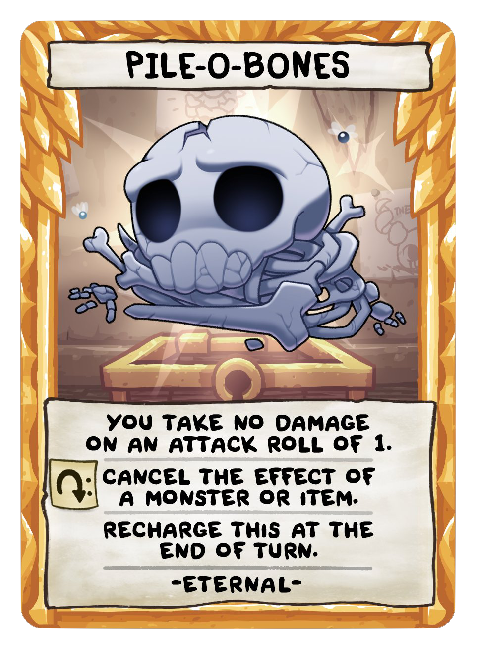 PILE-O-BONES
YOU TAKE NO DAMAGE
ON AN ATTACK ROLL OF 1.
CANCEL THE EFFECT OF
A MONSTER OR ITEM.
RECHARGE THIS AT THE
END OF TURN.
-ETERNAL-